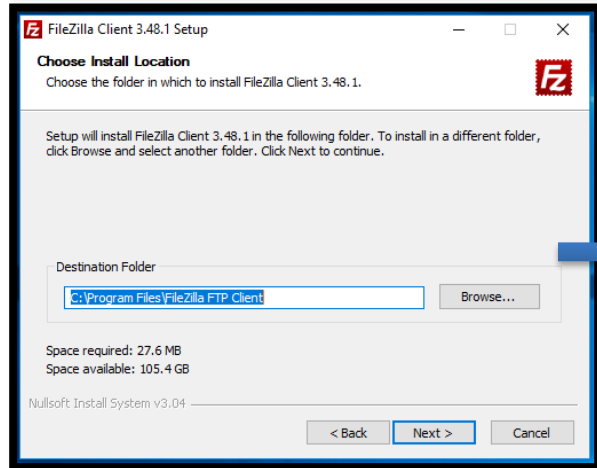 FileZilla Client 3.48.1 Setup
Choose Install Location
Choose the folder in which to install FileZilla Client 3.48.1.
Fz
Setup will install FileZilla Client 3.48.1 in the following folder. To install in a different folder,
click Browse and select another folder. Click Next to continue.
Destination Folder
C:\Program Files\FileZilla FTP Client
Browse...
Space required: 27.6 MB
Space available: 105.4 GB
Nullsoft Install System v3.04
< Back
Next >
Cancel